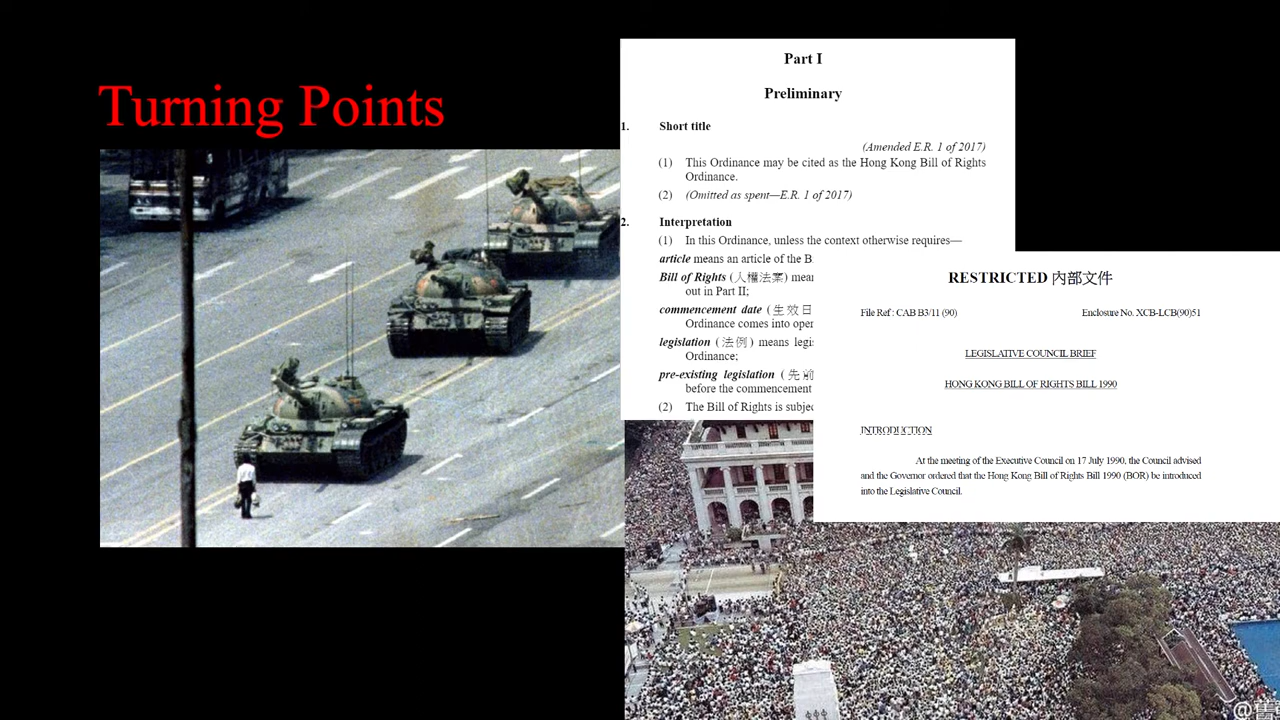 Turning Points
Part I
Preliminary
1. Short title
(Amended E.R. 1 of 2017)
(1) This Ordinance may be cited as the Hong Kong Bill of Rights
Ordinance.
(2) (Omitted as spent—E.R. 1 of 2017)
2. Interpretation
(1) In this Ordinance, unless the context otherwise requires—
article means an article of the B
Bill of Rights (人權法案) mean
out in Part II;
commencement date (生效日
Ordinance comes into oper
legislation (法例) means legis
Ordinance;
pre-existing legislation (先前
before the commencement
(2) The Bill of Rights is subjec
RESTRICTED 內部文件
File Ref : CAB B3/11 (90) Enclosure No. XCB-LCB(90)51
LEGISLATIVE COUNCIL BRIEF
HONG KONG BILL OF RIGHTS BILL 1990
INTRODUCTION
At the meeting of the Executive Council on 17 July 1990, the Council advised
and the Governor ordered that the Hong Kong Bill of Rights Bill 1990 (BOR) be introduced
into the Legislative Council.